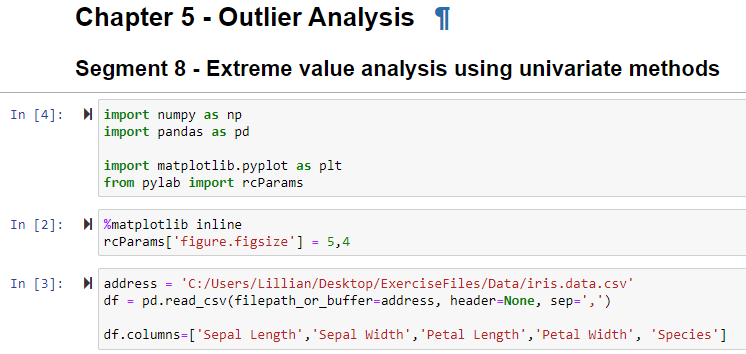 Chapter 5 - Outlier Analysis ¶
Segment 8 - Extreme value analysis using univariate methods
In [4]: import numpy as np
import pandas as pd
import matplotlib.pyplot as plt
from pylab import rcParams
In [2]: %matplotlib inline
rcParams['figure.figsize'] = 5,4
In [3]: address = 'C:/Users/Lillian/Desktop/ExerciseFiles/Data/iris.data.csv'
df = pd.read_csv(filepath_or_buffer=address, header=None, sep=',')
df.columns=['Sepal Length','Sepal Width','Petal Length','Petal Width', 'Species']